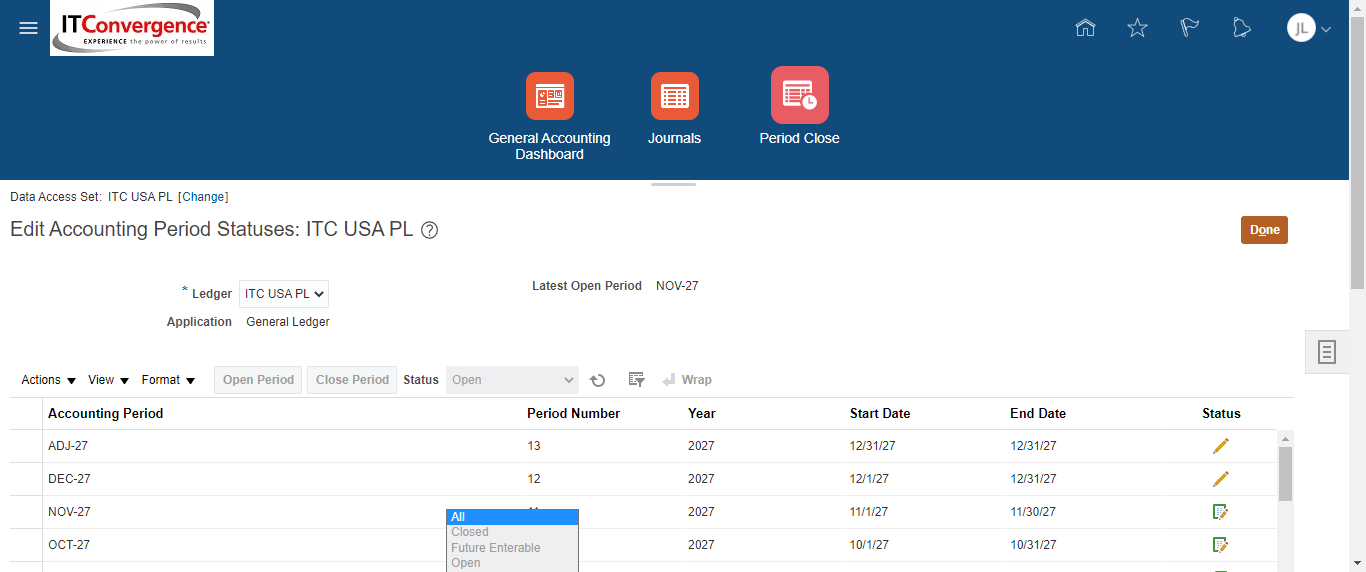 ITConvergence
EXPERIENCE the power of results
JL
General Accounting
Dashboard
Journals
Period Close
Data Access Set: ITC USA PL [Change]
Edit Accounting Period Statuses: ITC USA PL ?
Done
* Ledger ITC USA PL
Latest Open Period NOV-27
Application General Ledger
Actions View Format Open Period Close Period Status Open Wrap
Accounting Period Period Number Year Start Date End Date Status
ADJ-27 13 2027 12/31/27 12/31/27
DEC-27 12 2027 12/1/27 12/31/27
NOV-27 2027 11/1/27 11/30/27
All
Closed
OCT-27 2027 10/1/27 10/31/27
Future Enterable
Open